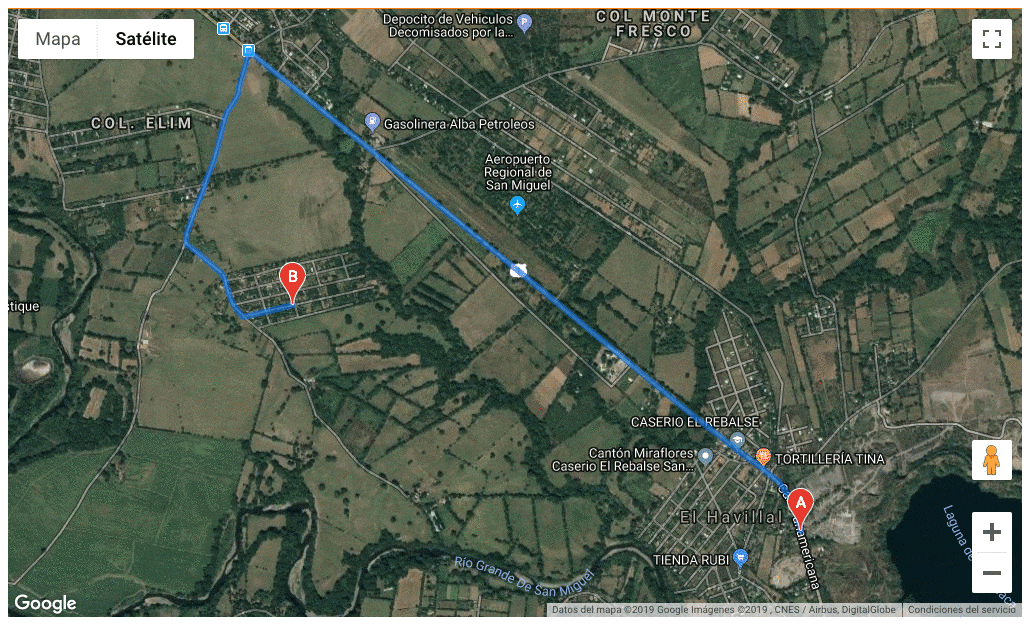 Mapa
Satélite
Depocito de Vehiculos
Decomisados por la...
COL MONTE
FRESCO
COL. ELIM
Gasolinera Alba Petroleos
Aeropuerto
Regional de
San Miguel
B
stique
CASERIO EL REBALSE
Cantón Miraflores
Caserio El Rebalse San...
TORTILLERÍA TINA
A
El Havillal
TIENDA RUBI
Rio Grande De San Miguel
Laguna de
Google
Datos del mapa ©2019 Google Imágenes ©2019 , CNES / Airbus, DigitalGlobe
Condiciones del servicio